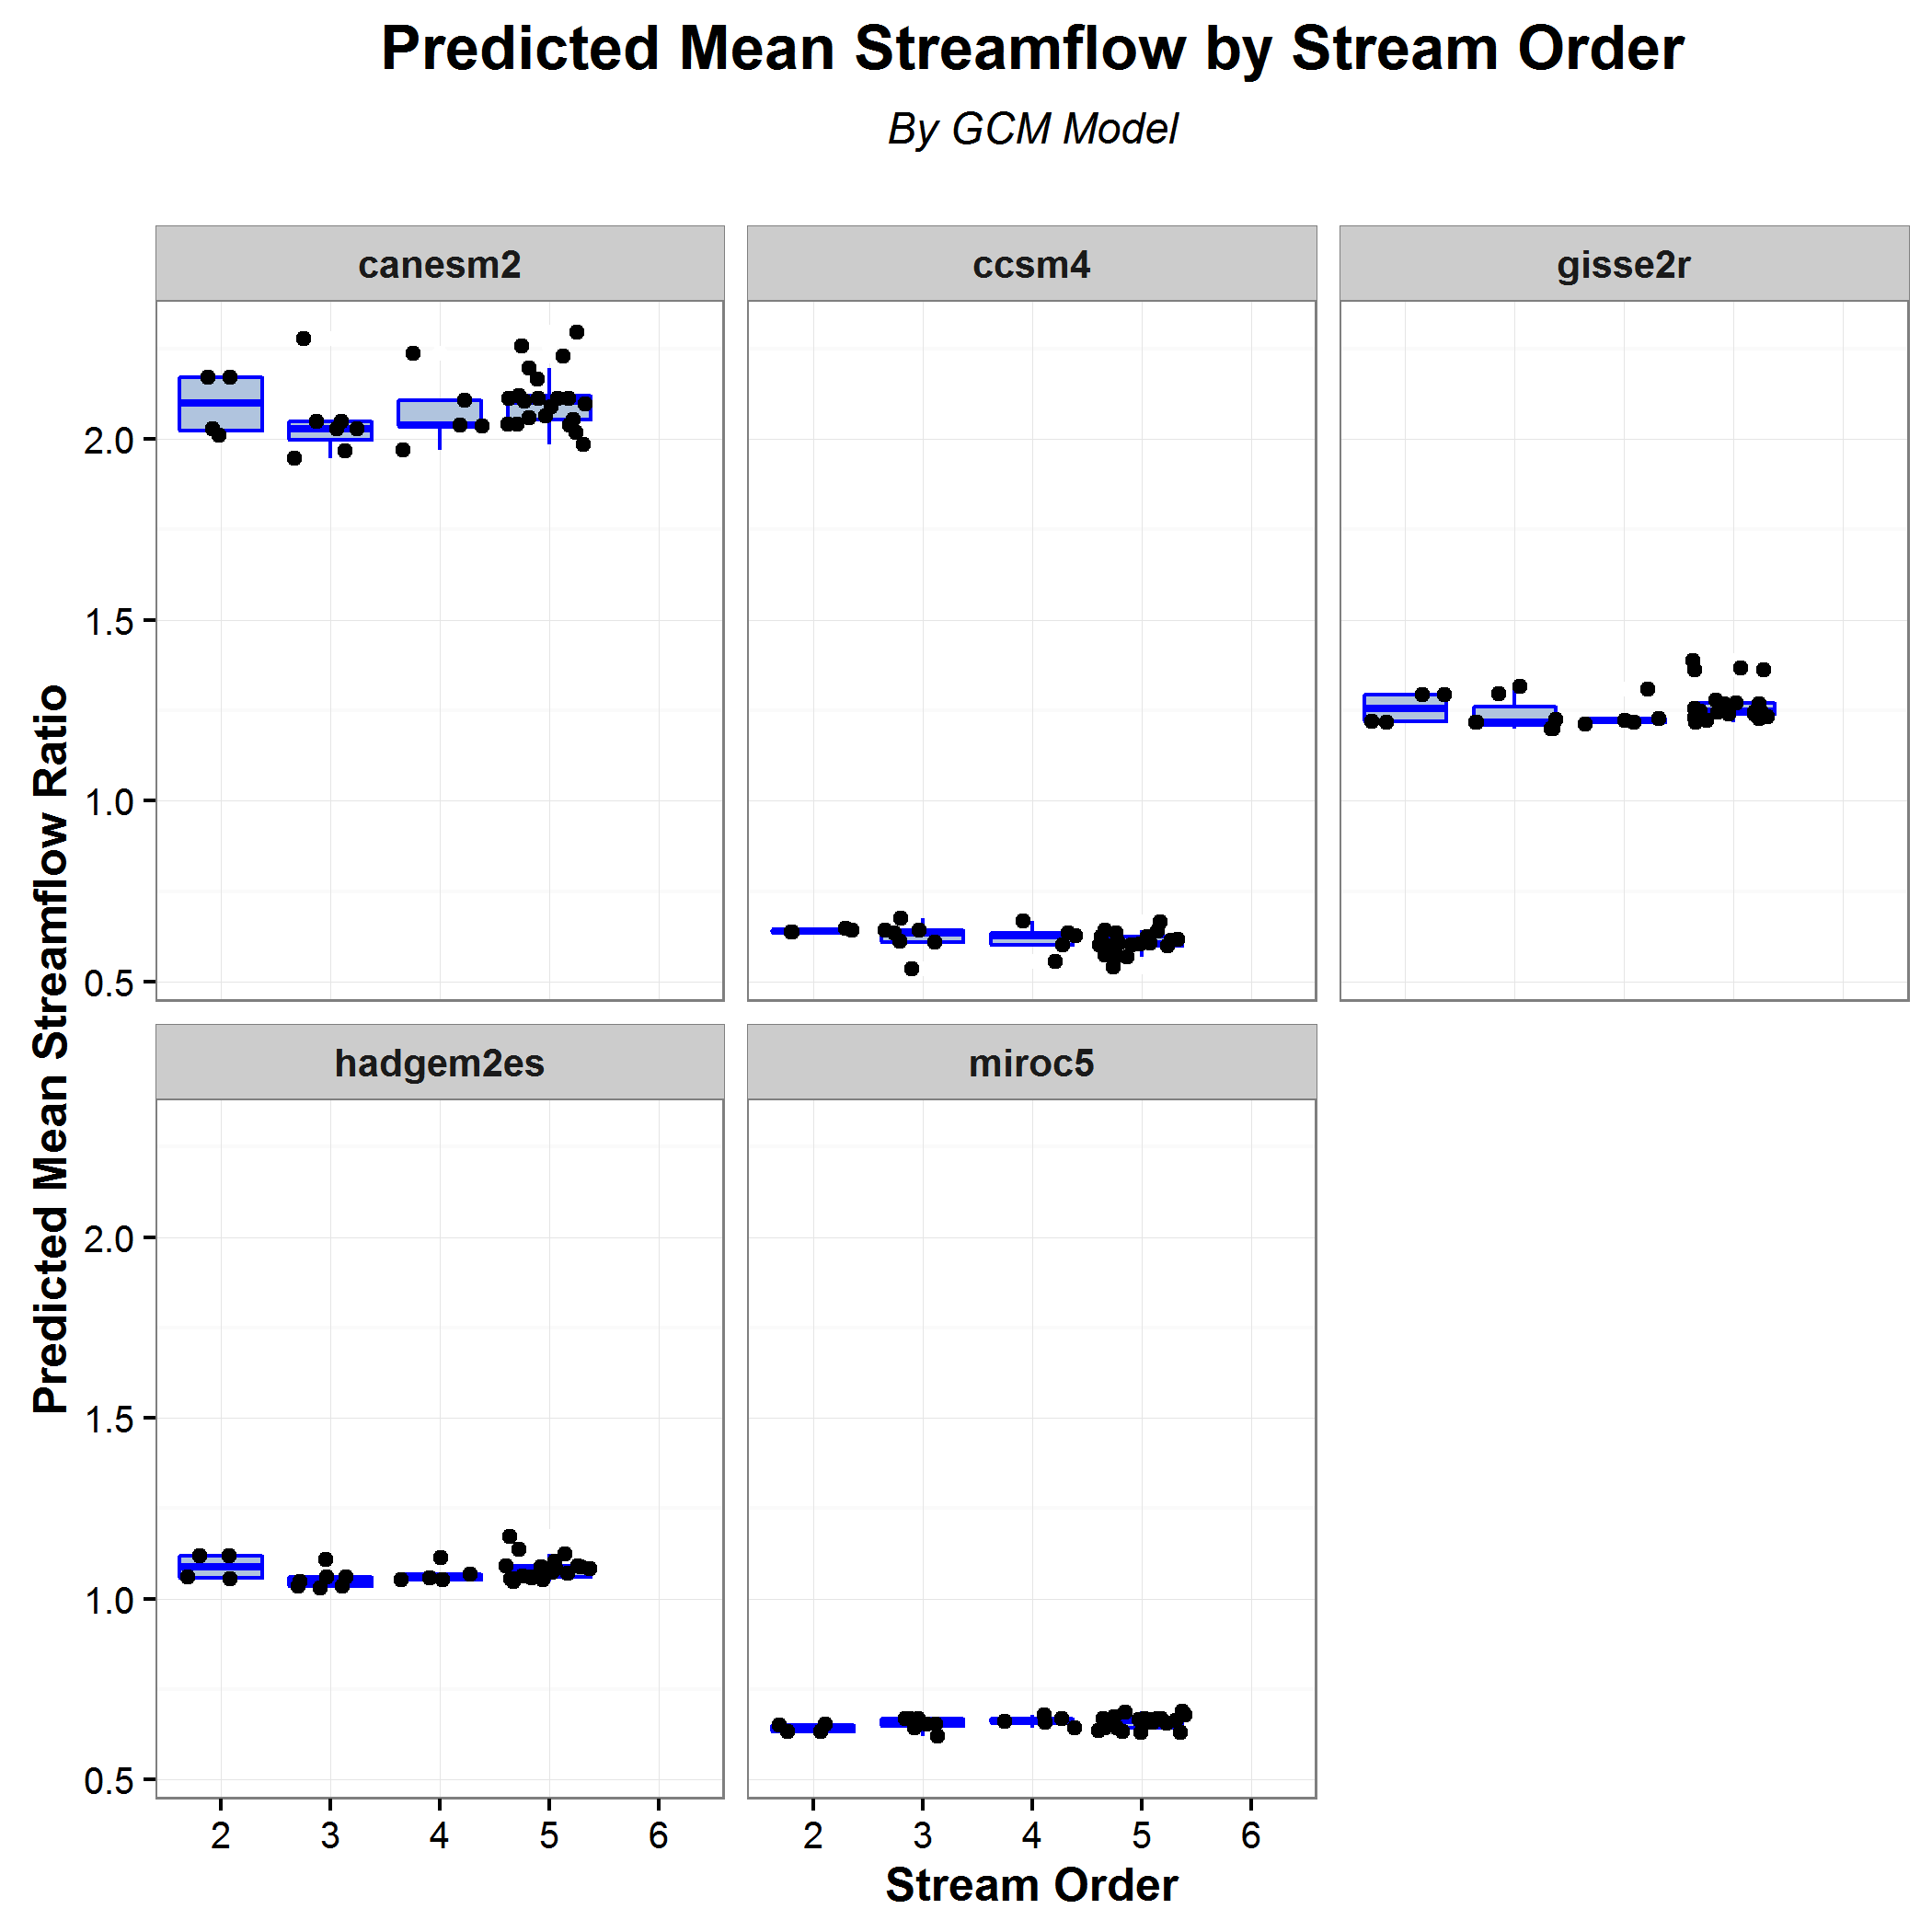 Predicted Mean Streamflow by Stream Order
By GCM Model
canesm2
ccsm4
gisse2r
2.0
1.5
1.0
0.5
Predicted Mean Streamflow Ratio
hadgem2es
miroc5
2.0
1.5
1.0
0.5
2 3 4 5 6
2 3 4 5 6
Stream Order